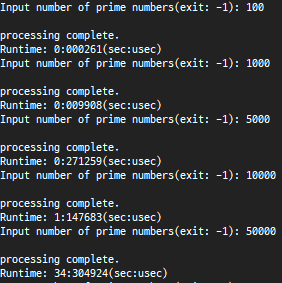 Input number of prime numbers(exit: -1): 100
processing complete.
Runtime: 0:000261(sec:usec)
Input number of prime numbers(exit: -1): 1000
processing complete.
Runtime: 0:009908(sec:usec)
Input number of prime numbers(exit: -1): 5000
processing complete.
Runtime: 0:271259(sec:usec)
Input number of prime numbers(exit: -1): 10000
processing complete.
Runtime: 1:147683(sec:usec)
Input number of prime numbers(exit: -1): 50000
processing complete.
Runtime: 34:304924(sec:usec)